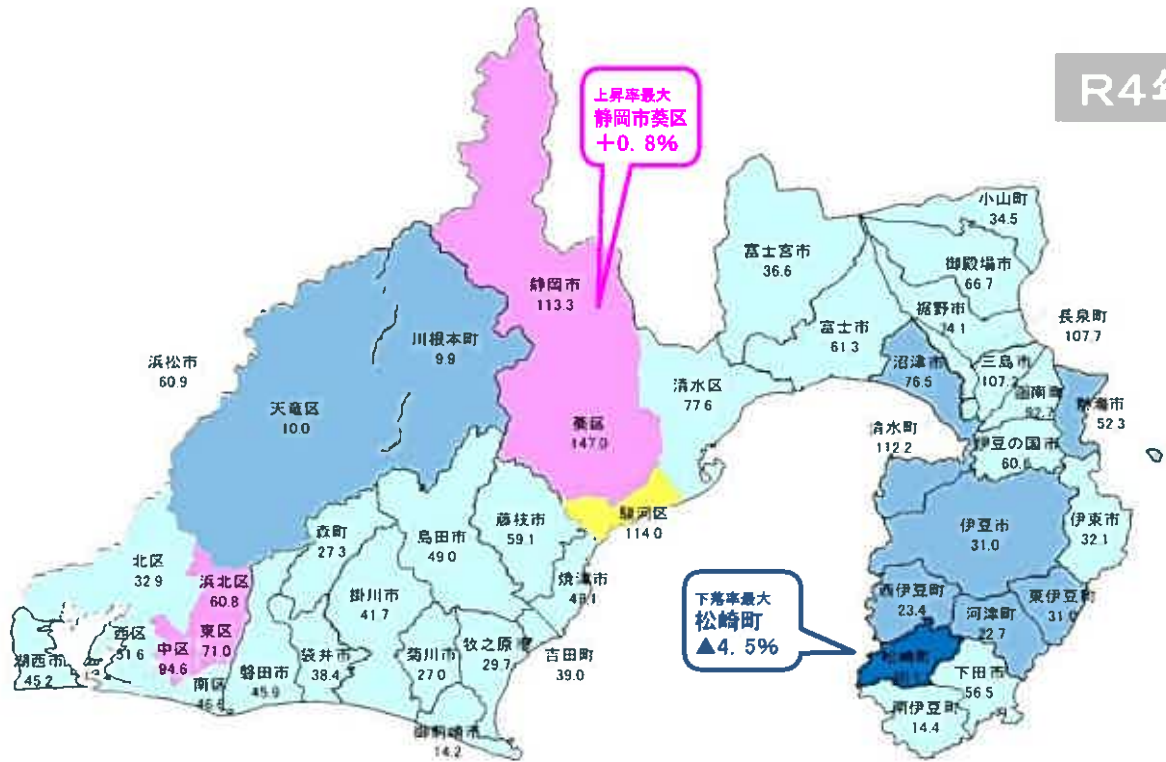 R4
上昇率最大
静岡市葵区
＋0.8%
小山町
34.5
富士宮市
36.6
御殿場市
66.7
静岡市
113.3
裾野市
長泉町
107.7
富士市
61.3
川根本町
9.9
沼津市
76.5
三島市
浜松市
60.9
清水区
77.6
函南町
熱海市
52.3
天竜区
10.0
葵区
147.0
清水町
112.2
伊豆の国市
駿河区
114.0
藤枝市
59.1
伊豆市
31.0
伊東市
32.1
森町
27.3
島田市
49.0
北区
32.9
浜北区
60.8
焼津市
掛川市
41.7
下落率最大
松崎町
▲4.5%
西伊豆町
23.4
河津町
東伊豆町
31.0
西区
東区
71.0
中区
94.6
湖西市
45.2
牧之原市
29.7
吉田町
39.0
菊川市
27.0
袋井市
38.4
磐田市
45.9
南区
松崎町
下田市
56.5
南伊豆町
14.4
御前崎市
14.2